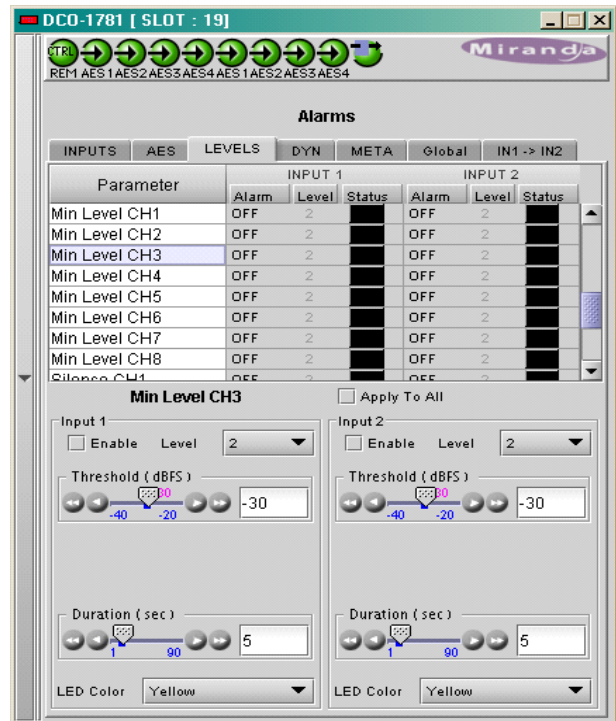 DCO-1781 [ SLOT : 19]
CTRL
Miranda
REM AES1 AES2 AES3 AES4 AES1 AES2 AES3 AES4
Alarms
INPUTS AES LEVELS DYN META Global IN1 -> IN2
Parameter INPUT 1 INPUT 2
Alarm Level Status Alarm Level Status
Min Level CH1 OFF 2 OFF 2
Min Level CH2 OFF 2 OFF 2
Min Level CH3 OFF 2 OFF 2
Min Level CH4 OFF 2 OFF 2
Min Level CH5 OFF 2 OFF 2
Min Level CH6 OFF 2 OFF 2
Min Level CH7 OFF 2 OFF 2
Min Level CH8 OFF 2 OFF 2
Silence CH1 OFF 2 OFF 2
Min Level CH3 Apply To All
Input 1 Input 2
Enable Level 2 Enable Level 2
Threshold ( dBFS ) Threshold ( dBFS )
-30 -30
-40 -20 -40 -20
Duration ( sec ) Duration ( sec )
5 5
1 90 1 90
LED Color Yellow LED Color Yellow